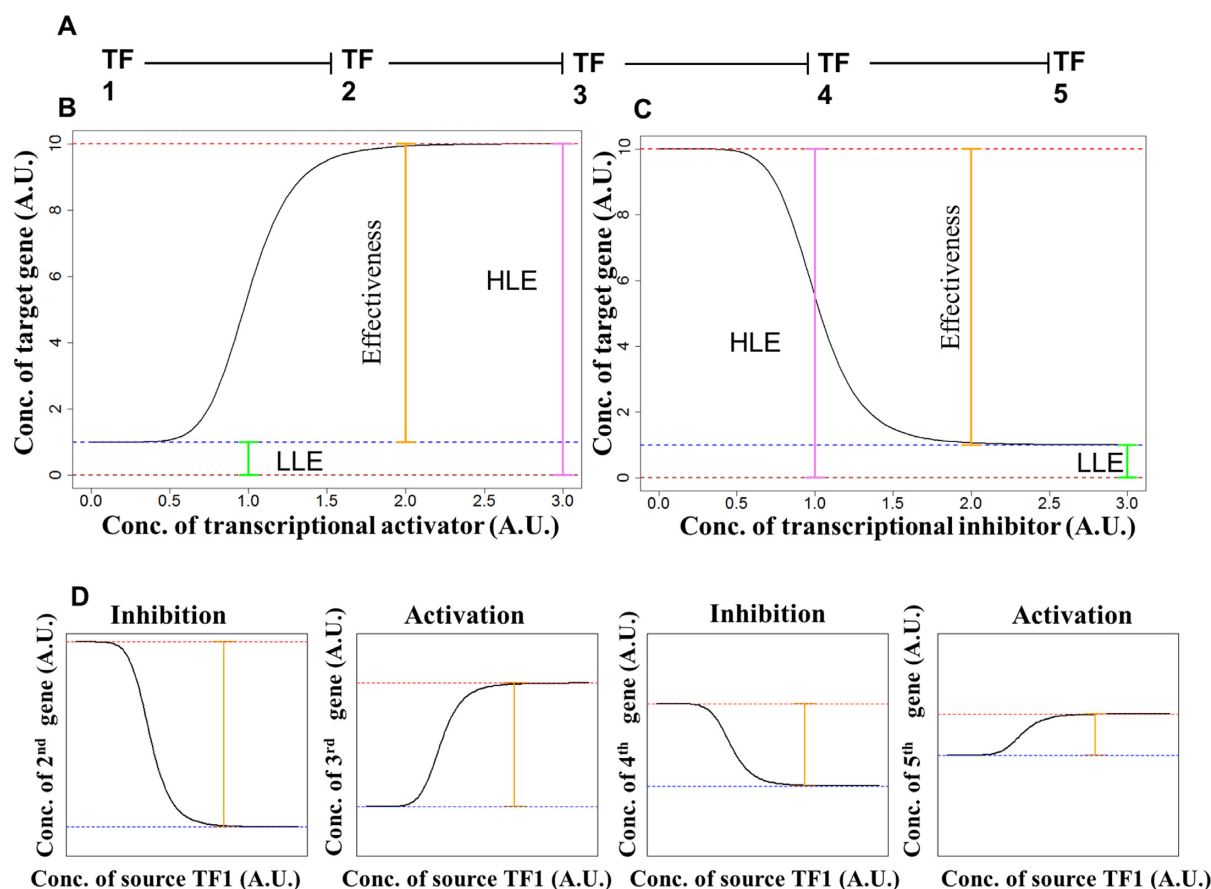 A
TF TF TF TF TF
1 2 3 4 5
B
Conc. of target gene (A.U.)
10
8
6
4
2
0
Effectiveness
HLE
LLE
0.0 0.5 1.0 1.5 2.0 2.5 3.0
Conc. of transcriptional activator (A.U.)
C
Conc. of target gene (A.U.)
10
8
6
4
2
0
HLE
Effectiveness
LLE
0.0 0.5 1.0 1.5 2.0 2.5 3.0
Conc. of transcriptional inhibitor (A.U.)
D
Inhibition
Conc. of 2nd gene (A.U.)
Conc. of source TF1 (A.U.)
Activation
Conc. of 3rd gene (A.U.)
Conc. of source TF1 (A.U.)
Inhibition
Conc. of 4th gene (A.U.)
Conc. of source TF1 (A.U.)
Activation
Conc. of 5th gene (A.U.)
Conc. of source TF1 (A.U.)